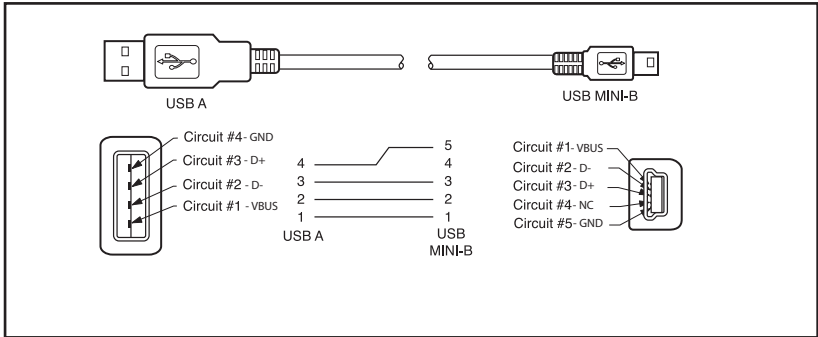 USB A
USB MINI-B
Circuit #4- GND
Circuit #3 - D+
Circuit #2 - D-
Circuit #1 - VBUS
5
4 4
3 3
2 2
1 1
USB A
USB
MINI-B
Circuit #1- VBUS
Circuit #2 - D-
Circuit #3- D+
Circuit #4- NC
Circuit #5- GND